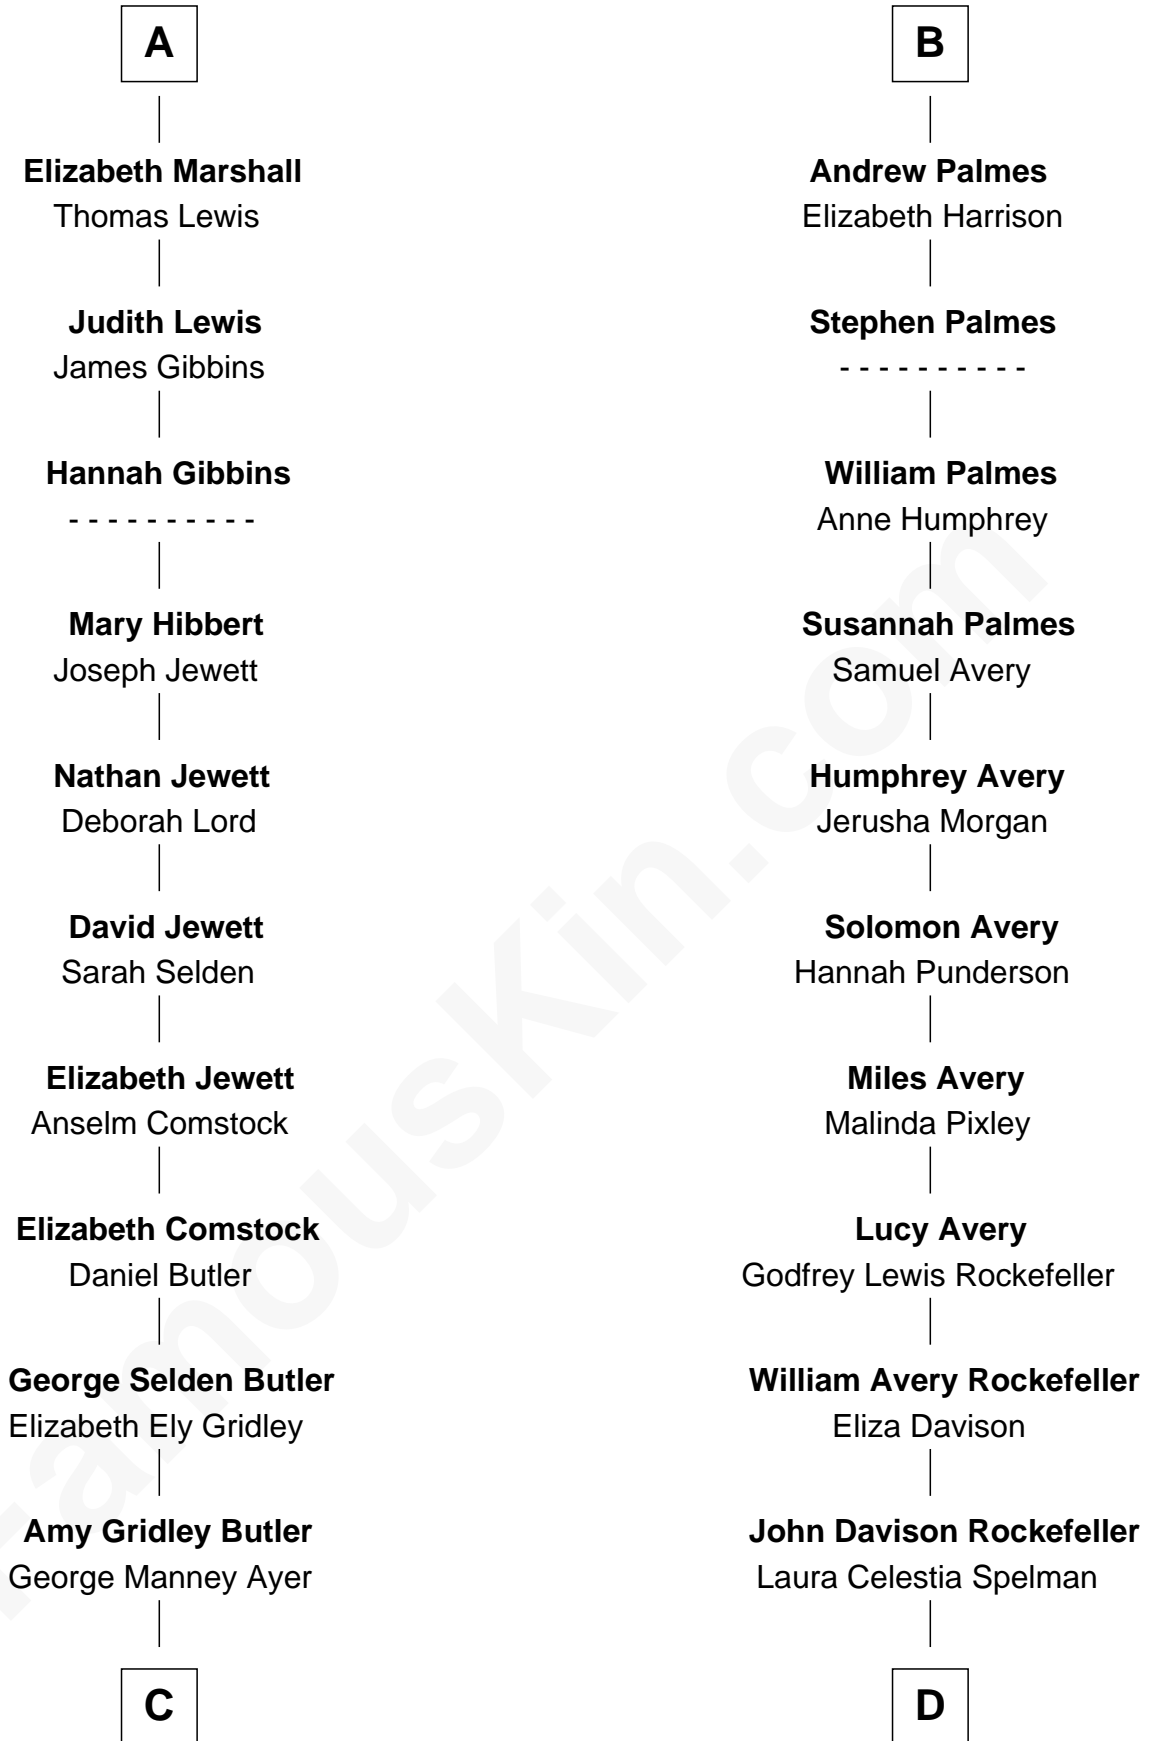 A
Elizabeth Marshall
Thomas Lewis
Judith Lewis
James Gibbins
Hannah Gibbins
- - - - - - - - - -
Mary Hibbert
Joseph Jewett
Nathan Jewett
Deborah Lord
David Jewett
Sarah Selden
Elizabeth Jewett
Anselm Comstock
Elizabeth Comstock
Daniel Butler
George Selden Butler
Elizabeth Ely Gridley
Amy Gridley Butler
George Manney Ayer
C
B
Andrew Palmes
Elizabeth Harrison
Stephen Palmes
- - - - - - - - - -
William Palmes
Anne Humphrey
Susannah Palmes
Samuel Avery
Humphrey Avery
Jerusha Morgan
Solomon Avery
Hannah Punderson
Miles Avery
Malinda Pixley
Lucy Avery
Godfrey Lewis Rockefeller
William Avery Rockefeller
Eliza Davison
John Davison Rockefeller
Laura Celestia Spelman
D
FamousKin.com